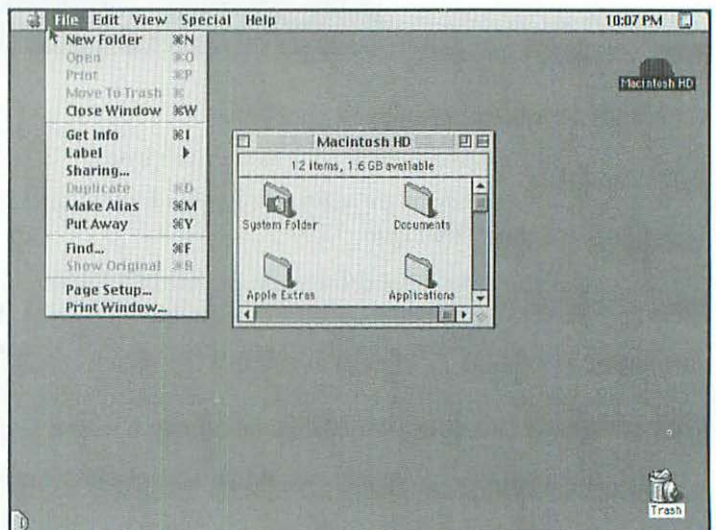 File Edit View Special Help 10:07 PM
New Folder ⌘N
Open ⌘O
Print ⌘P
Move To Trash ⌘
Close Window ⌘W
Get Info ⌘I
Label
Sharing...
Duplicate ⌘D
Make Alias ⌘M
Put Away ⌘Y
Find... ⌘F
Show Original ⌘R
Page Setup...
Print Window...
Macintosh HD
Macintosh HD
12 items, 1.6 GB available
System Folder Documents
Apple Extras Applications
Trash